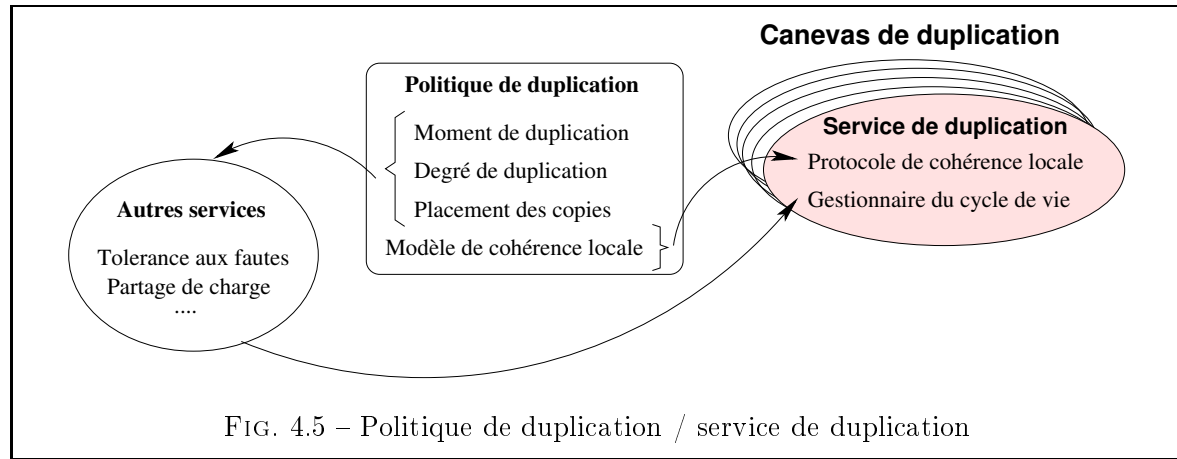 Canevas de duplication
Politique de duplication
Moment de duplication
Degré de duplication
Placement des copies
Modèle de cohérence locale
Service de duplication
Protocole de cohérence locale
Gestionnaire du cycle de vie
Autres services
Tolerance aux fautes
Partage de charge
....
FIG. 4.5 – Politique de duplication / service de duplication